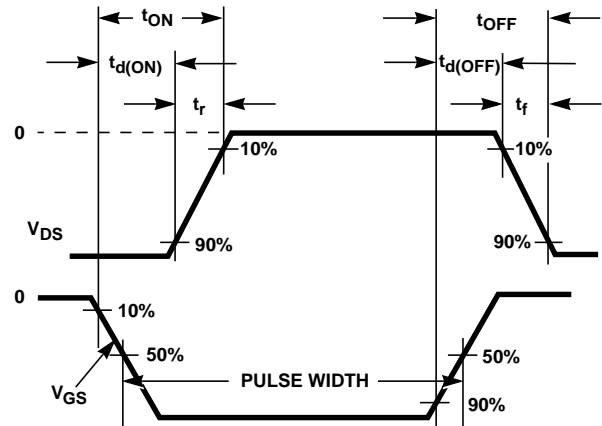 tON
tOFF
td(ON)
td(OFF)
tr
tf
0
10%
10%
VDS
90%
90%
0
10%
50%
50%
VGS
PULSE WIDTH
90%